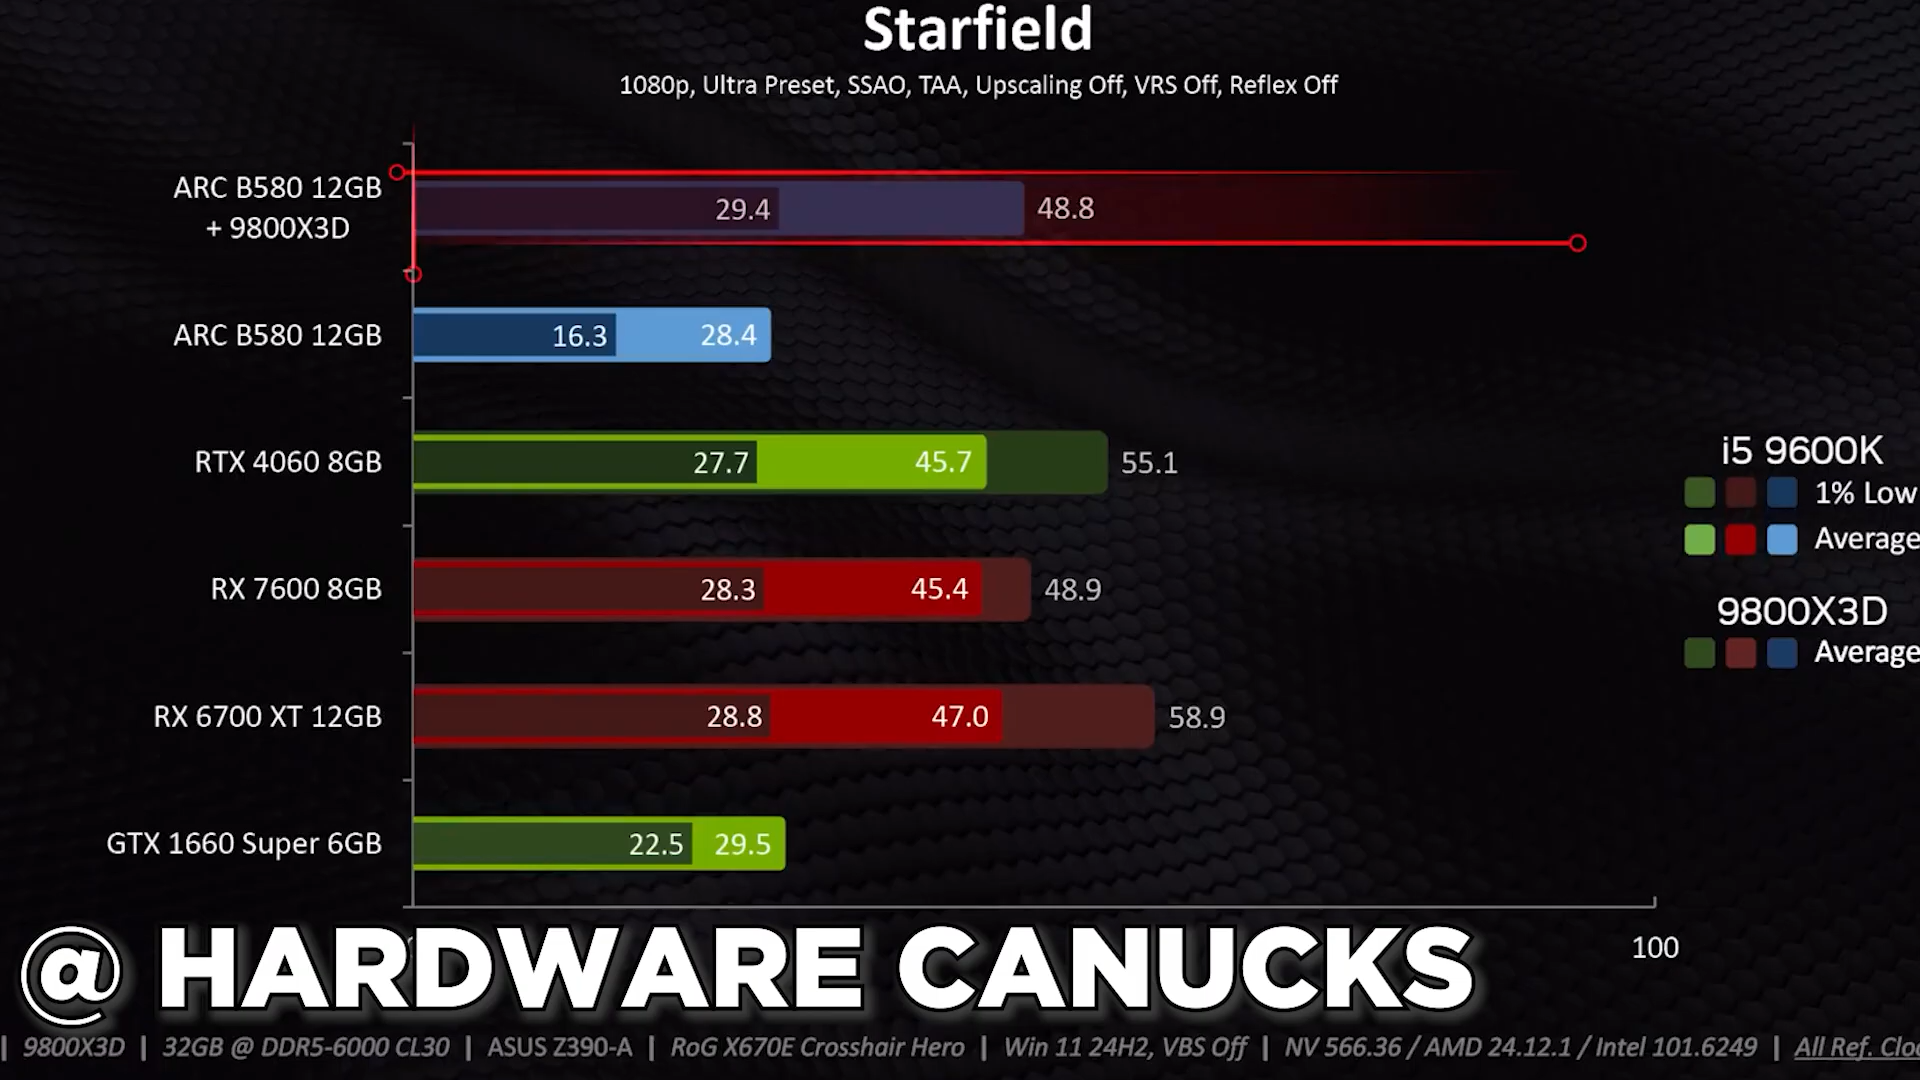 Starfield
1080p, Ultra Preset, SSAO, TAA, Upscaling Off, VRS Off, Reflex Off
ARC B580 12GB
+ 9800X3D
29.4
48.8
ARC B580 12GB
16.3
28.4
RTX 4060 8GB
27.7
45.7
55.1
RX 7600 8GB
28.3
45.4
48.9
RX 6700 XT 12GB
28.8
47.0
58.9
GTX 1660 Super 6GB
22.5
29.5
i5 9600K
1% Low
Average
9800X3D
Average
100
@ HARDWARE CANUCKS
| 9800X3D | 32GB @ DDR5-6000 CL30 | ASUS Z390-A | RoG X670E Crosshair Hero | Win 11 24H2, VBS Off | NV 566.36 / AMD 24.12.1 / Intel 101.6249 | All Ref.